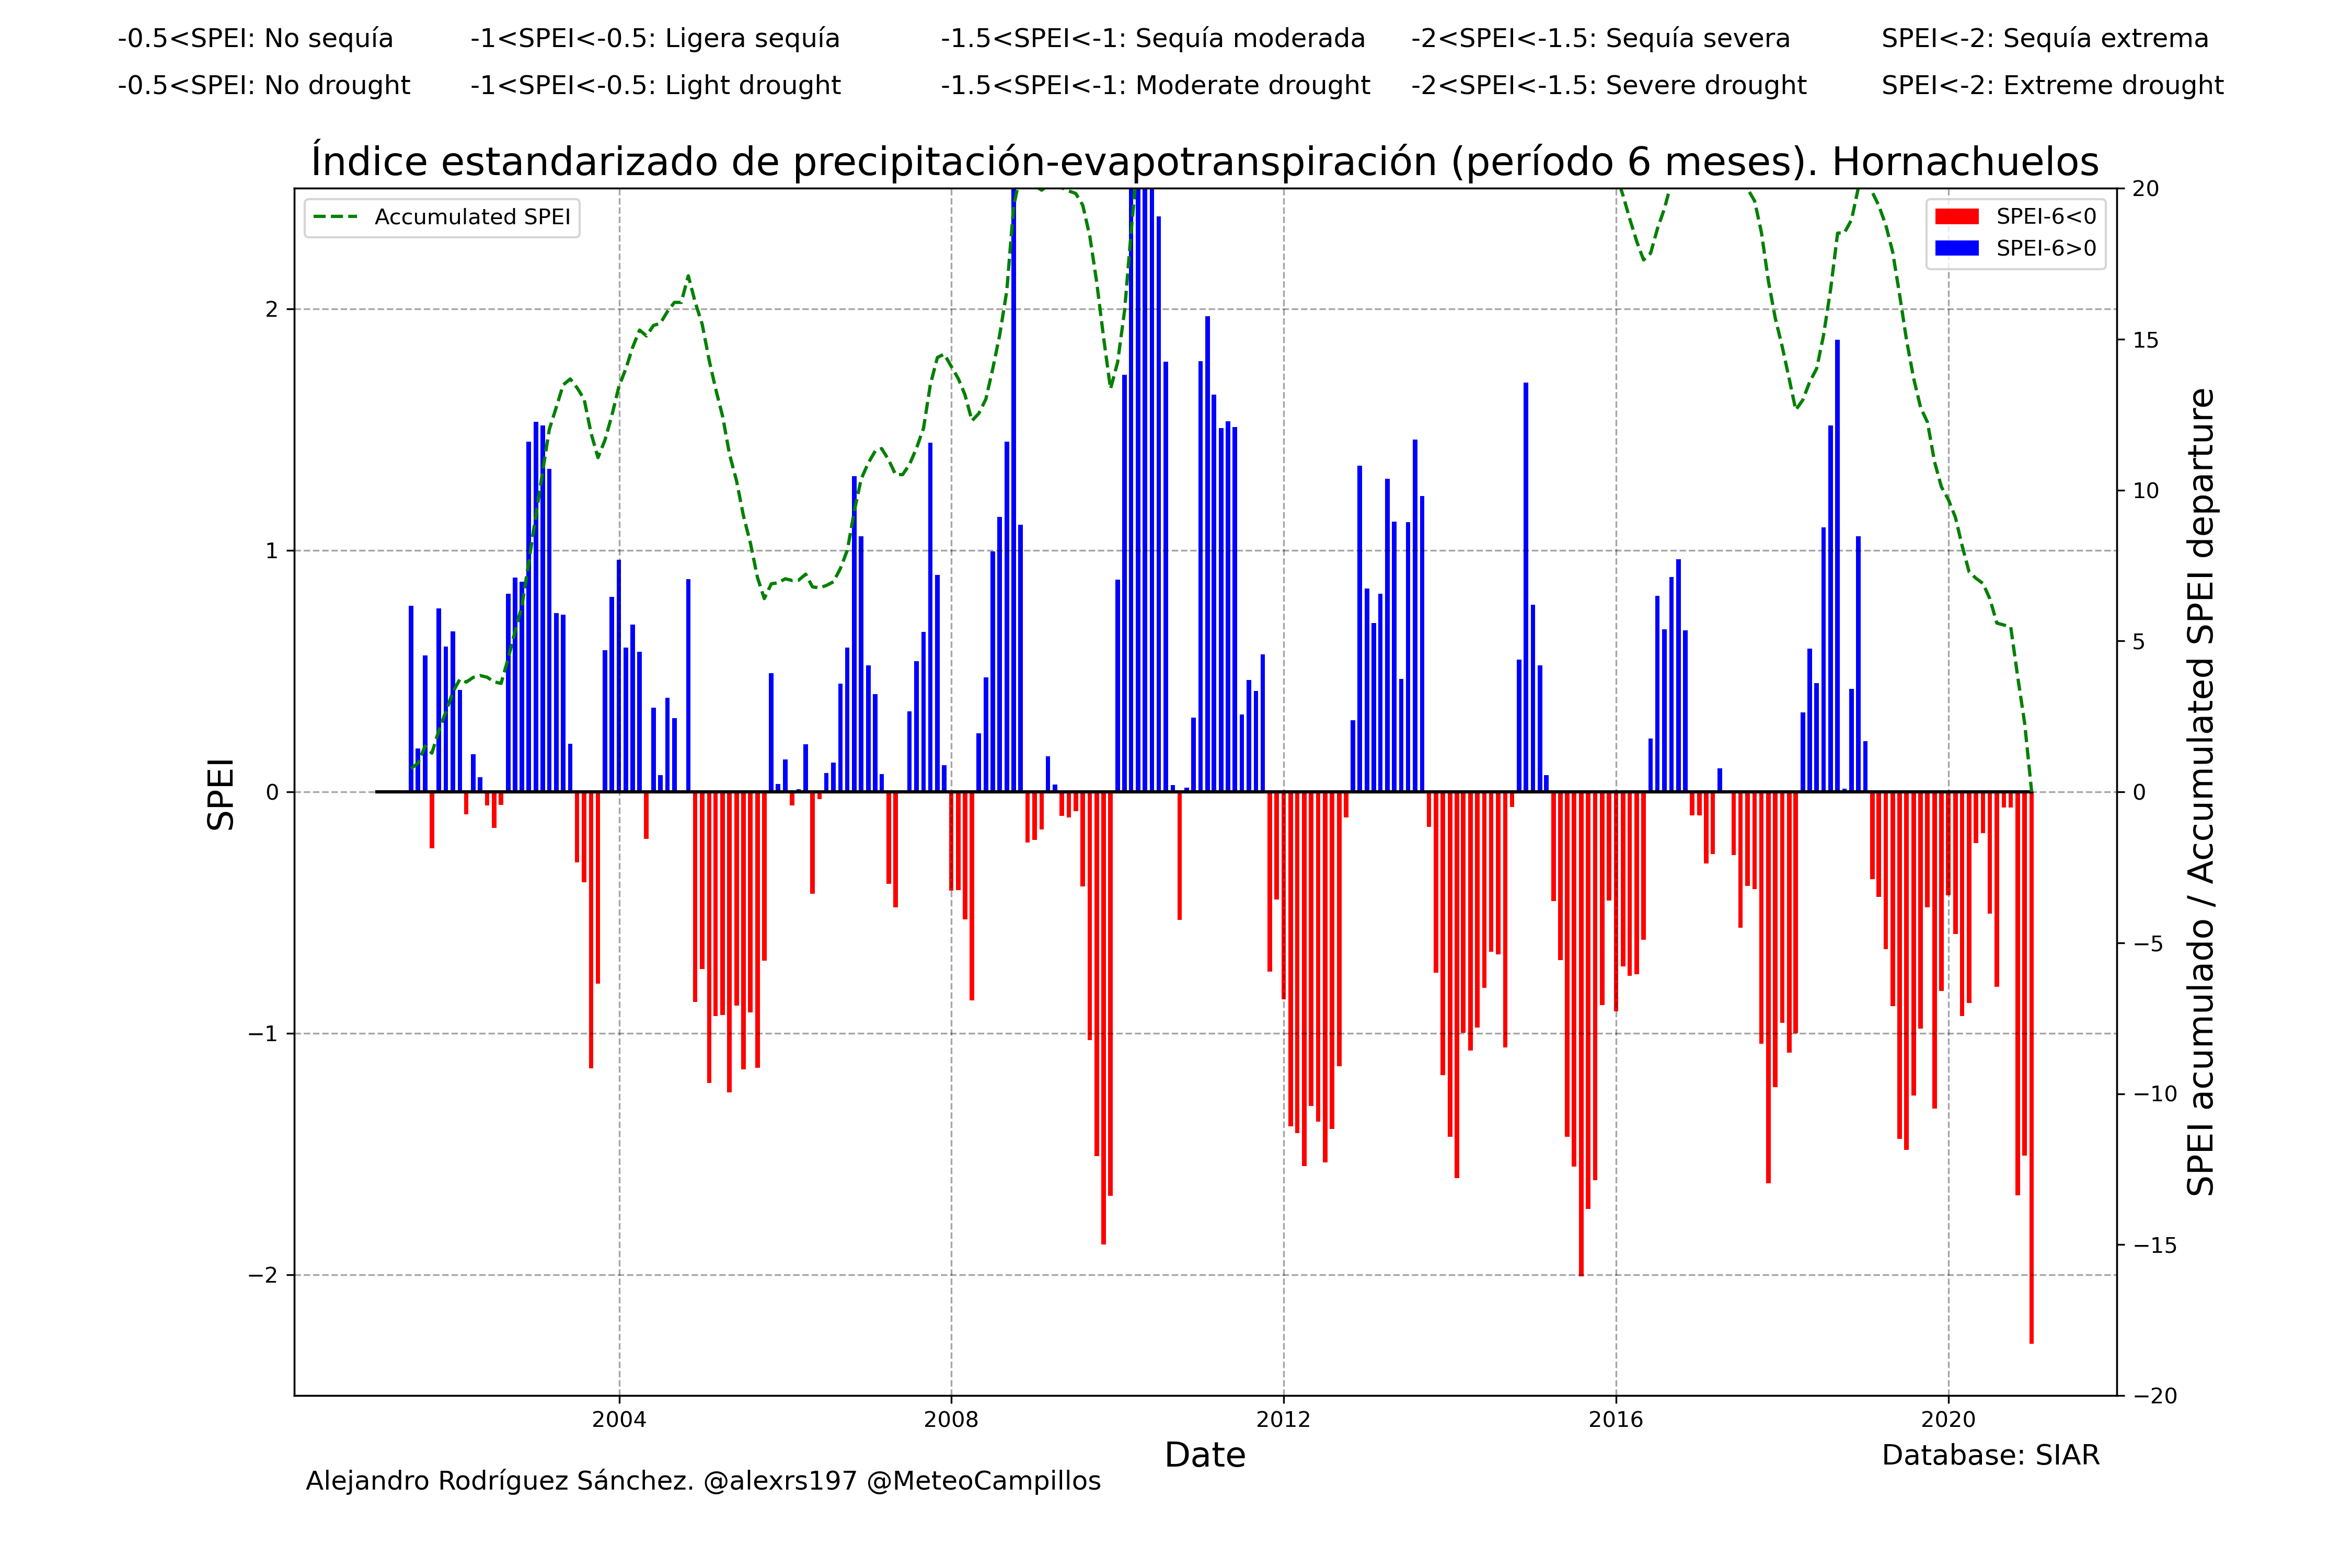 -0.5<SPEI: No sequía -1<SPEI<-0.5: Ligera sequía -1.5<SPEI<-1: Sequía moderada -2<SPEI<-1.5: Sequía severa SPEI<-2: Sequía extrema
-0.5<SPEI: No drought -1<SPEI<-0.5: Light drought -1.5<SPEI<-1: Moderate drought -2<SPEI<-1.5: Severe drought SPEI<-2: Extreme drought
Índice estandarizado de precipitación-evapotranspiración (período 6 meses). Hornachuelos
Accumulated SPEI
SPEI-6<0
SPEI-6>0
2
1
0
−1
−2
SPEI
20
15
10
5
0
−5
−10
−15
−20
SPEI acumulado / Accumulated SPEI departure
2004 2008 2012 2016 2020
Date
Database: SIAR
Alejandro Rodríguez Sánchez. @alexrs197 @MeteoCampillos